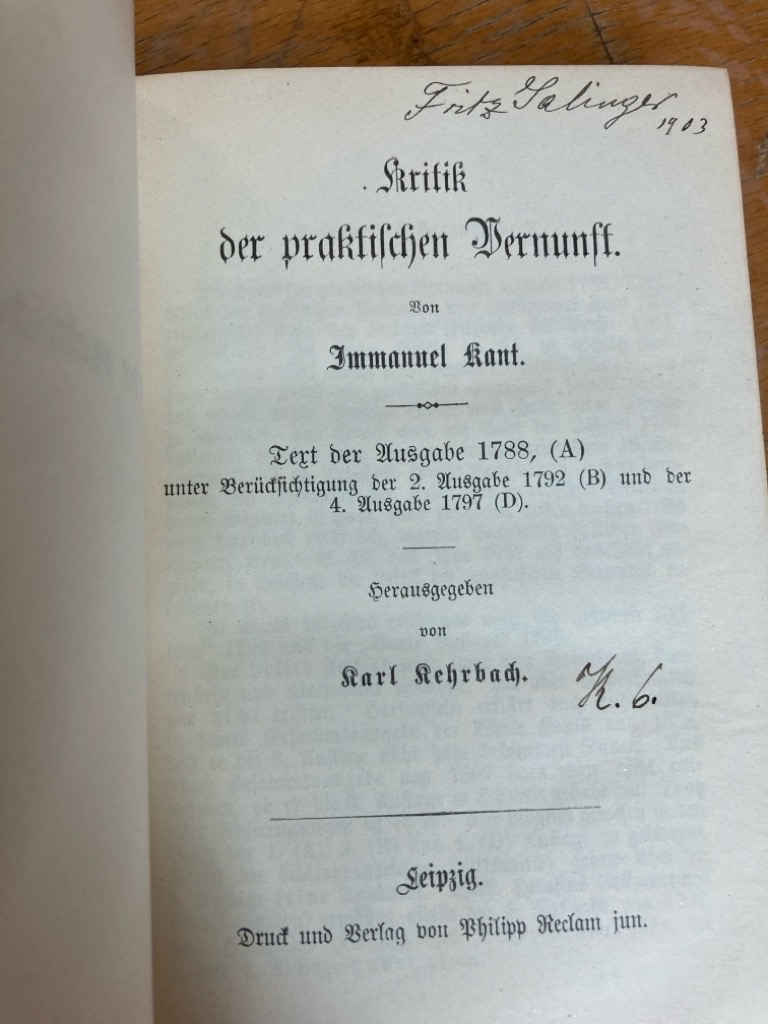 Fritz Salinger
1903
Kritik
der praktischen Vernunft.
Von
Immanuel Kant.
Text der Ausgabe 1788, (A)
unter Berücksichtigung der 2. Ausgabe 1792 (B) und der
4. Ausgabe 1797 (D).
Herausgegeben
von
Karl Kehrbach.
K. 6.
Leipzig.
Druck und Verlag von Philipp Reclam jun.